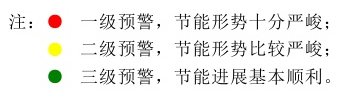 注：● 一级预警，节能形势十分严峻；
● 二级预警，节能形势比较严峻；
● 三级预警，节能进展基本顺利。